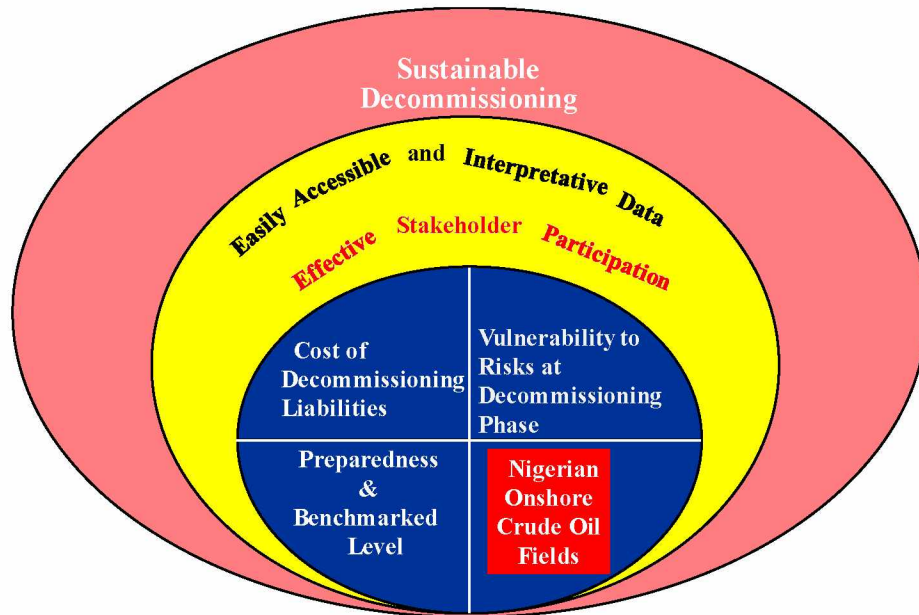 Sustainable
Decommissioning
Easily Accessible and Interpretative Data
Effective Stakeholder Participation
Cost of
Decommissioning
Liabilities
Vulnerability to
Risks at
Decommissioning
Phase
Preparedness
&
Benchmarked
Level
Nigerian
Onshore
Crude Oil
Fields